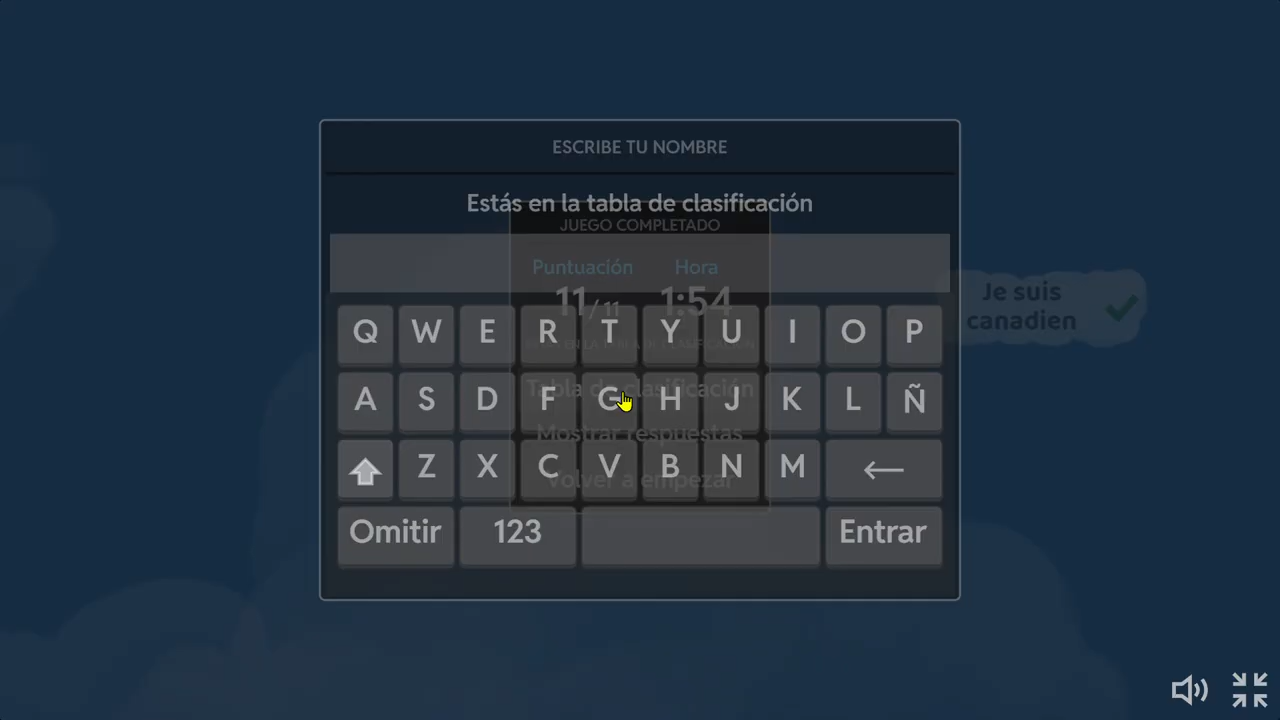 ESCRIBE TU NOMBRE
Estás en la tabla de clasificación
JUEGO COMPLETADO
Puntuación Hora
11/11 1:54
Je suis
canadien
Q W E R T Y U I O P
Tabla de clasificación
A S D F G H J K L Ñ
Mostrar respuestas
Z X C V B N M ←
Volver a empezar
Omitir 123 Entrar